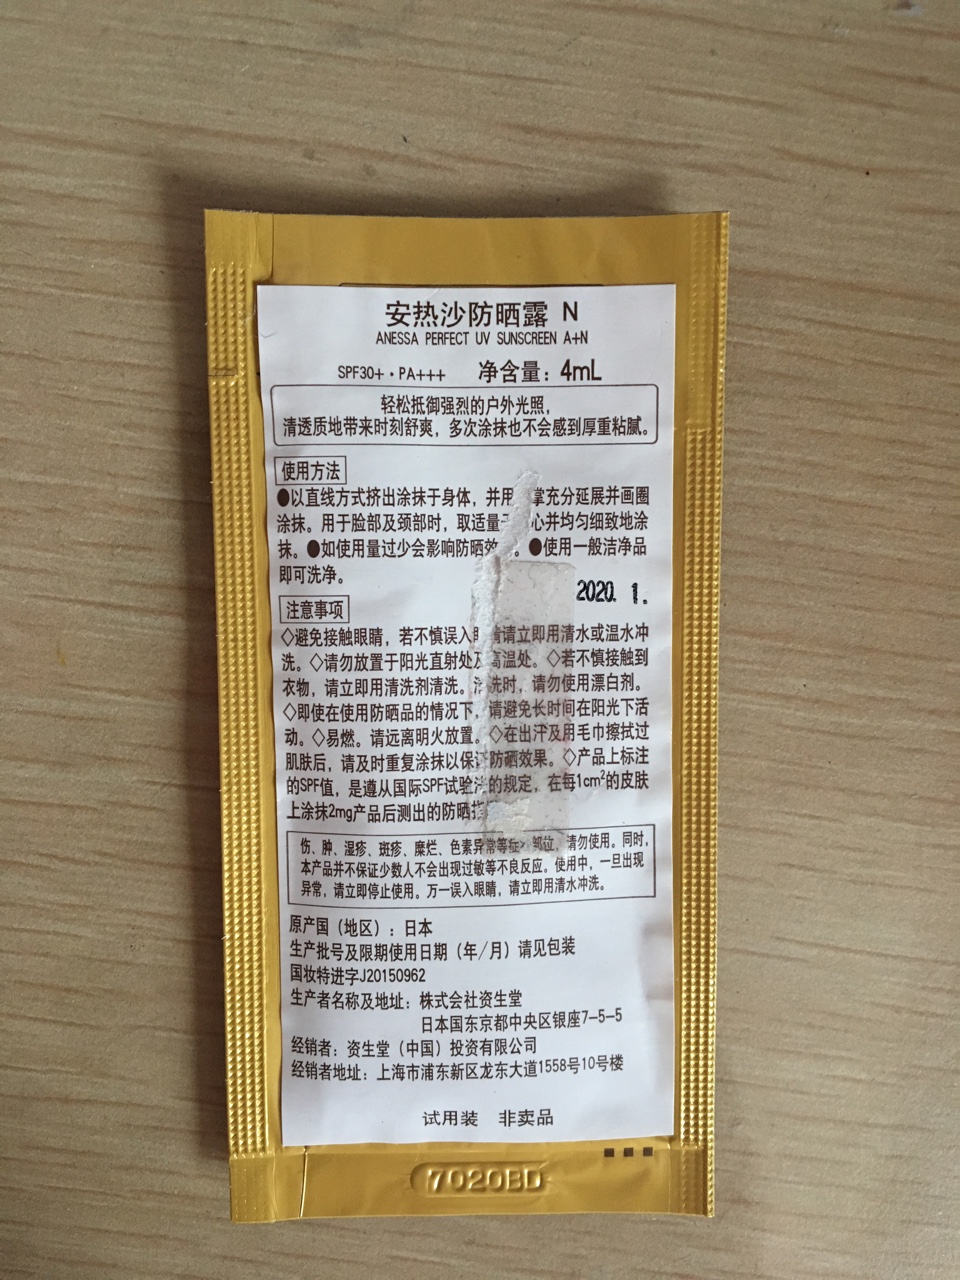 安热沙防晒露 N
ANESSA PERFECT UV SUNSCREEN A+N
SPF30+・PA+++ 净含量：4mL
轻松抵御强烈的户外光照，
清透质地带来时刻舒爽，多次涂抹也不会感到厚重粘腻。
使用方法
●以直线方式挤出涂抹于身体，并用 掌充分延展并画圈
涂抹。用于脸部及颈部时，取适量 心并均匀细致地涂
抹。●如使用量过少会影响防晒效 。●使用一般洁净品
即可洗净。
2020. 1.
注意事项
◇避免接触眼睛，若不慎误入 请立即用清水或温水冲
洗。◇请勿放置于阳光直射处及高温处。◇若不慎接触到
衣物，请立即用清洗剂清洗。 洗时，请勿使用漂白剂。
◇即使在使用防晒品的情况下，请避免长时间在阳光下活
动。◇易燃。请远离明火放置。◇在出汗及用毛巾擦拭过
肌肤后，请及时重复涂抹以保证防晒效果。◇产品上标注
的SPF值，是遵从国际SPF试验法的规定，在每1cm²的皮肤
上涂抹2mg产品后测出的防晒
伤、肿、湿疹、斑疹、糜烂、色素异常等 部位，请勿使用。同时，
本产品并不保证少数人不会出现过敏等不良反应。使用中，一旦出现
异常，请立即停止使用。万一误入眼睛，请立即用清水冲洗。
原产国（地区）：日本
生产批号及限期使用日期（年/月）请见包装
国妆特进字J20150962
生产者名称及地址：株式会社资生堂
日本国东京都中央区银座7-5-5
经销者：资生堂（中国）投资有限公司
经销者地址：上海市浦东新区龙东大道1558号10号楼
试用装 非卖品
7020BD